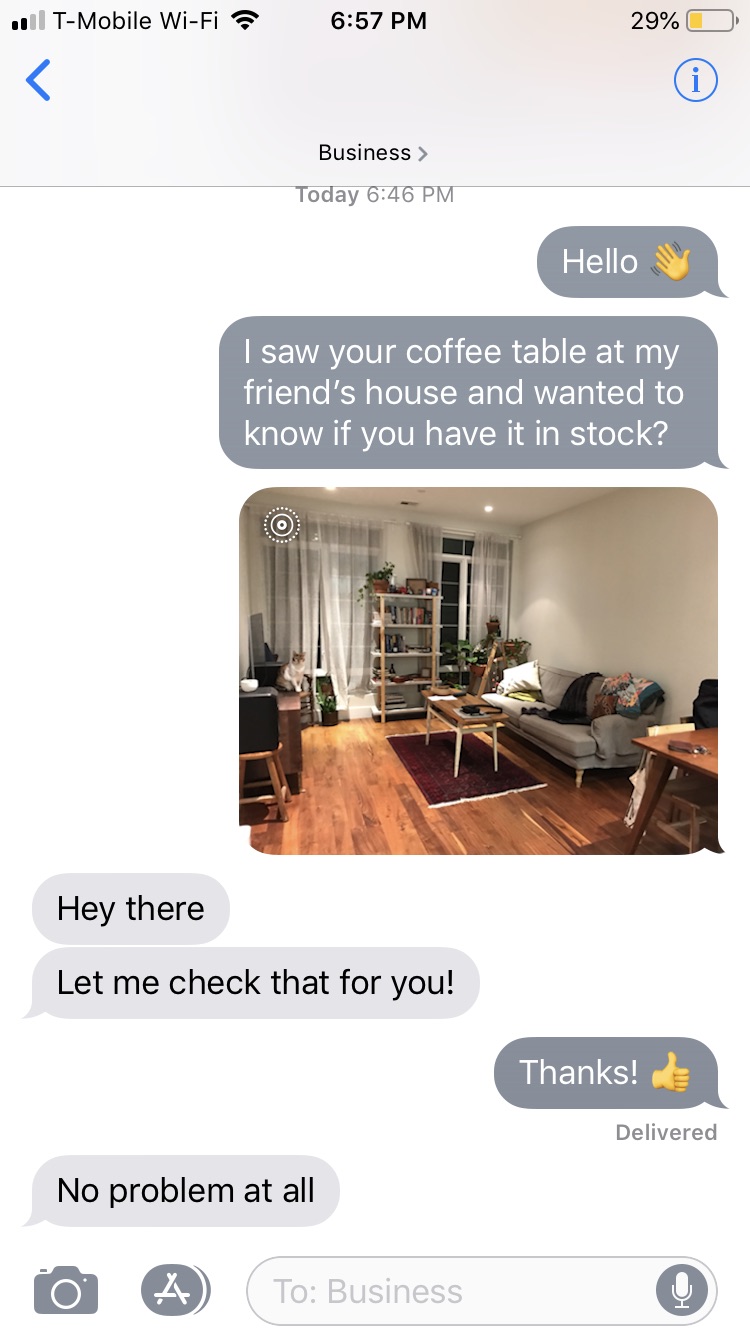 T-Mobile Wi-Fi 6:57 PM 29%
Business
Today 6:46 PM
Hello 👋
I saw your coffee table at my
friend’s house and wanted to
know if you have it in stock?
Hey there
Let me check that for you!
Thanks! 👍
Delivered
No problem at all
To: Business